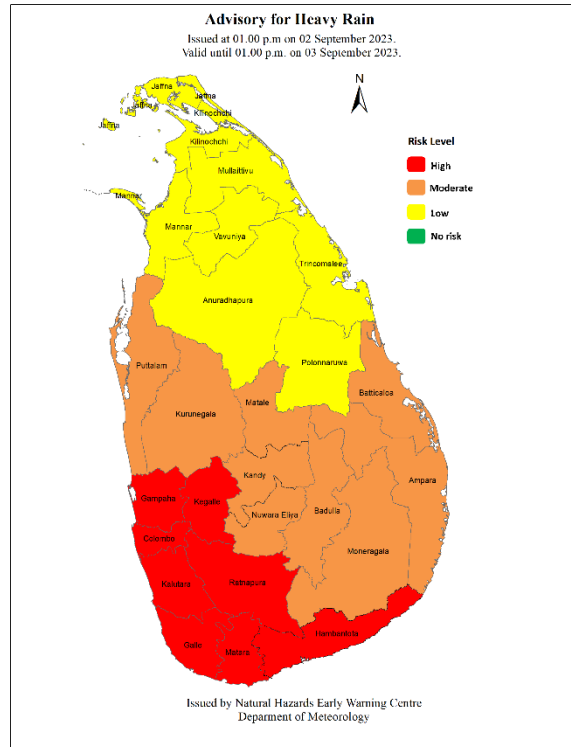 Advisory for Heavy Rain
Issued at 01.00 p.m on 02 September 2023.
Valid until 01.00 p.m. on 03 September 2023.
N
Jaffna
Jaffna
Jaffna
Kilinochchi
Jaffna
Kilinochchi
Risk Level
High
Moderate
Low
No risk
Mullaitivu
Mannar
Mannar
Vavuniya
Trincomalee
Anuradhapura
Polonnaruwa
Puttalam
Batticaloa
Matale
Kurunegala
Kandy
Ampara
Gampaha
Kegalle
Nuwara Eliya
Badulla
Colombo
Moneragala
Kalutara
Ratnapura
Hambantota
Galle
Matara
Issued by Natural Hazards Early Warning Centre
Deparment of Meteorology